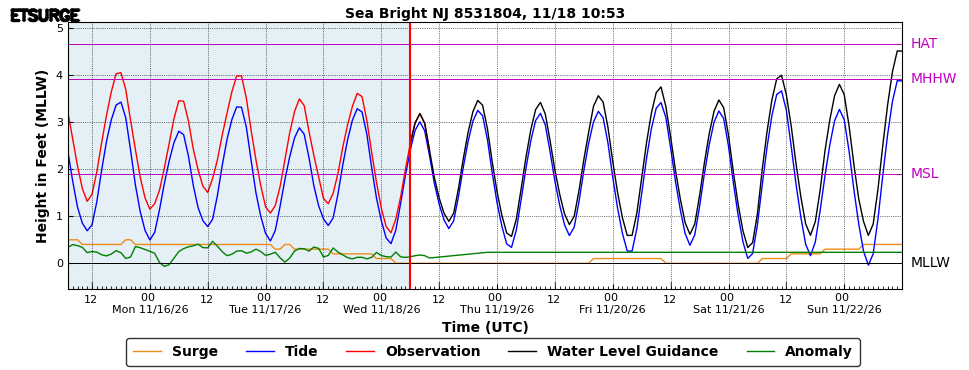 ETSURGE
Sea Bright NJ 8531804, 11/18 10:53
Height in Feet (MLLW)
5
4
3
2
1
0
HAT
MHHW
MSL
MLLW
12 00 12 00 12 00 12 00 12 00 12 00 12 00
Mon 11/16/26 Tue 11/17/26 Wed 11/18/26 Thu 11/19/26 Fri 11/20/26 Sat 11/21/26 Sun 11/22/26
Time (UTC)
Surge Tide Observation Water Level Guidance Anomaly